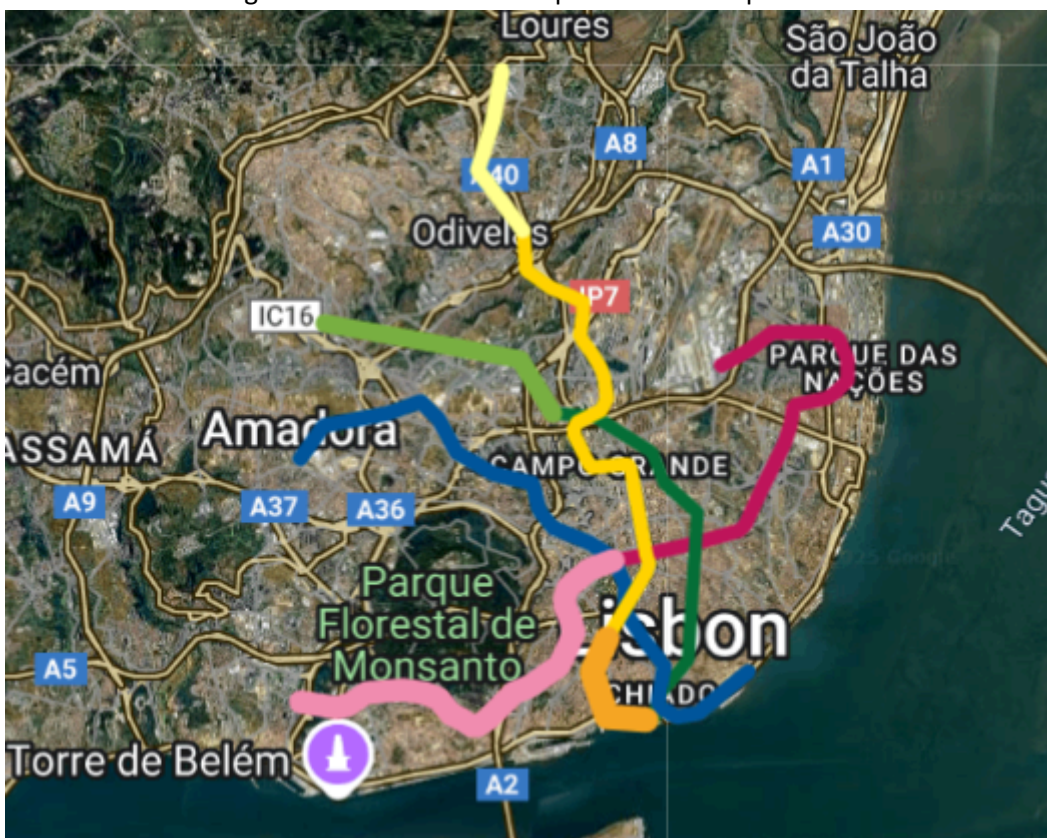 Loures
São João
da Talha
A8
A40
A1
Odivelas
A30
IP7
IC16
PARQUE DAS
NAÇÕES
Cacém
Amadora
ASSAMÁ
CAMPO GRANDE
A9
A37
A36
Parque
Florestal de
Monsanto
Lisbon
CHIADO
A5
Torre de Belém
A2